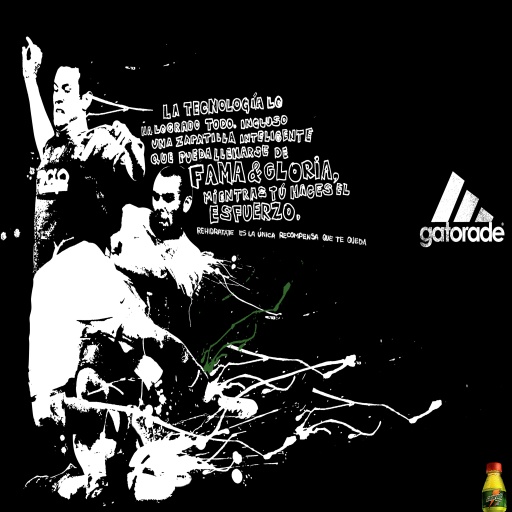 LA TECNOLOGÍA LO
HA LOGRADO TODO. INCLUSO
UNA ZAPATILLA INTELIGENTE
QUE PUEDA LLENARSE DE
FAMA & GLORIA,
MIENTRAS TÚ HACES EL
ESFUERZO.
REHIDRATARTE ES LA ÚNICA RECOMPENSA QUE TE QUEDA
gatorade